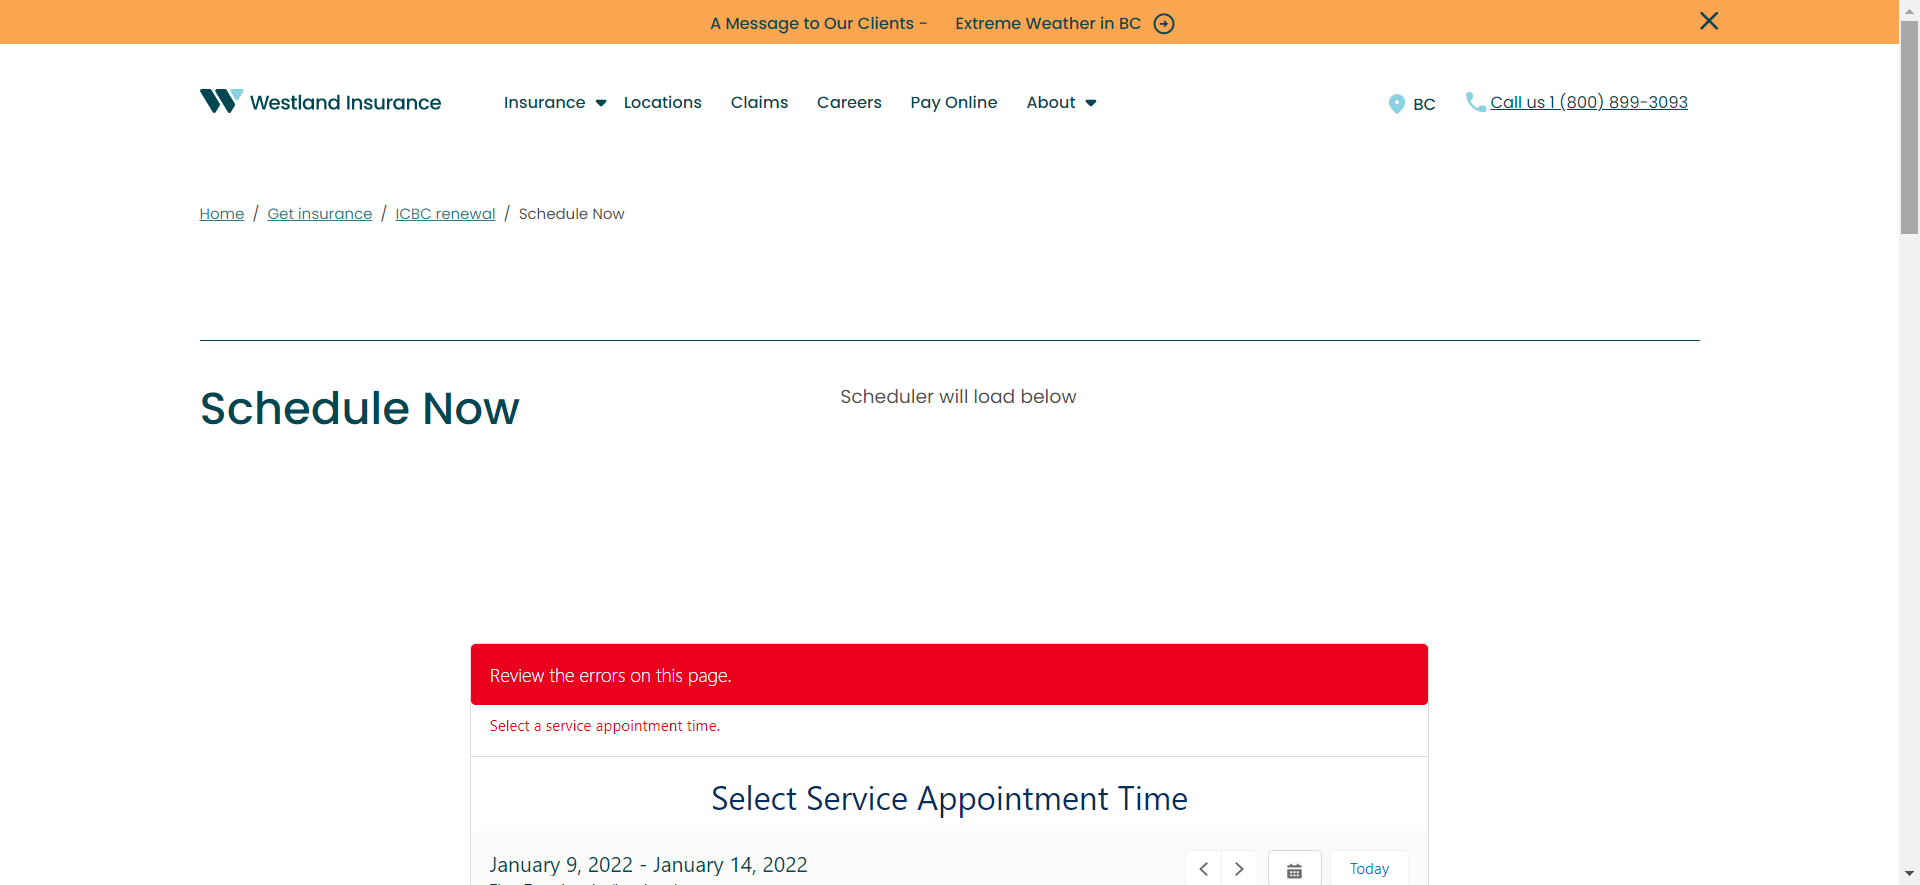 A Message to Our Clients - Extreme Weather in BC
Westland Insurance Insurance Locations Claims Careers Pay Online About BC Call us 1 (800) 899-3093
Home / Get insurance / ICBC renewal / Schedule Now
Schedule Now
Scheduler will load below
Review the errors on this page.
Select a service appointment time.
Select Service Appointment Time
January 9, 2022 - January 14, 2022
Today